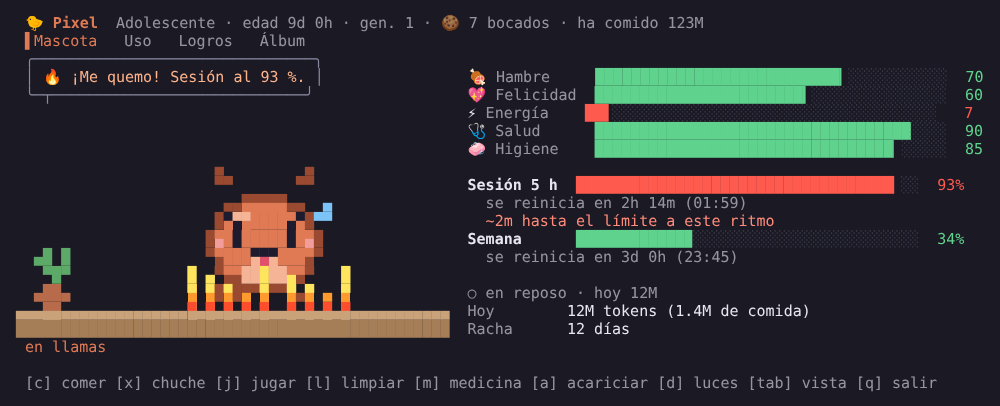 Pixel Adolescente · edad 9d 0h · gen. 1 · 🍪 7 bocados · ha comido 123M
Mascota Uso Logros Álbum
🔥 ¡Me quemo! Sesión al 93 %.
🍖 Hambre 70
💖 Felicidad 60
⚡ Energía 7
🩺 Salud 90
🧼 Higiene 85
Sesión 5 h 93%
se reinicia en 2h 14m (01:59)
~2m hasta el límite a este ritmo
Semana 34%
se reinicia en 3d 0h (23:45)
○ en reposo · hoy 12M
Hoy 12M tokens (1.4M de comida)
Racha 12 días
en llamas
[c] comer [x] chuche [j] jugar [l] limpiar [m] medicina [a] acariciar [d] luces [tab] vista [q] salir